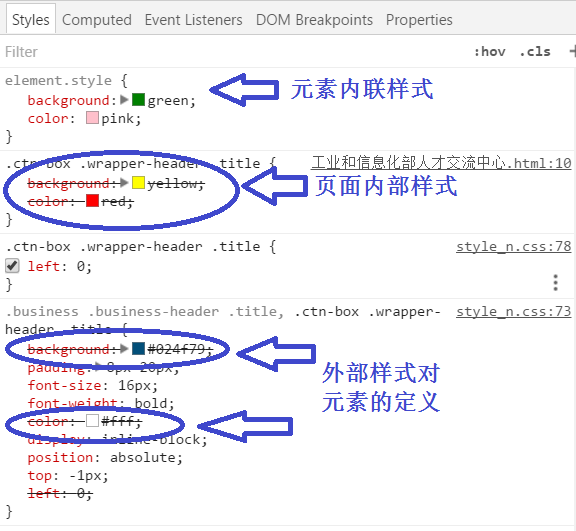 Styles Computed Event Listeners DOM Breakpoints Properties
Filter :hov .cls +
element.style {
background: green;
color: pink;
}
元素内联样式
.ctn-box .wrapper-header .title { 工业和信息化部人才交流中心.html:10
background: yellow;
color: red;
}
页面内部样式
.ctn-box .wrapper-header .title { style_n.css:78
left: 0;
}
.business .business-header .title, .ctn-box .wrapper- style_n.css:73
header .title {
background: #024f79;
padding: 8px 20px;
font-size: 16px;
font-weight: bold;
color: #fff;
display: inline-block;
position: absolute;
top: -1px;
left: 0;
}
外部样式对
元素的定义